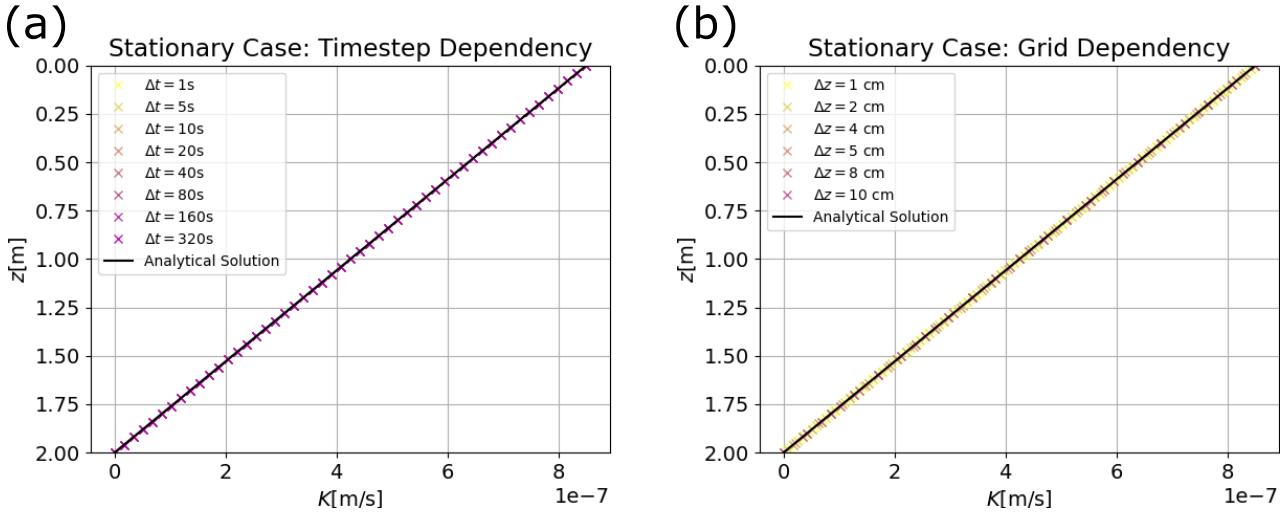 (a)
Stationary Case: Timestep Dependency
0.00
0.25
0.50
0.75
1.00
1.25
1.50
1.75
2.00
z[m]
Δt = 1s
Δt = 5s
Δt = 10s
Δt = 20s
Δt = 40s
Δt = 80s
Δt = 160s
Δt = 320s
Analytical Solution
0 2 4 6 8
1e−7
K[m/s]
(b)
Stationary Case: Grid Dependency
0.00
0.25
0.50
0.75
1.00
1.25
1.50
1.75
2.00
z[m]
Δz = 1 cm
Δz = 2 cm
Δz = 4 cm
Δz = 5 cm
Δz = 8 cm
Δz = 10 cm
Analytical Solution
0 2 4 6 8
1e−7
K[m/s]